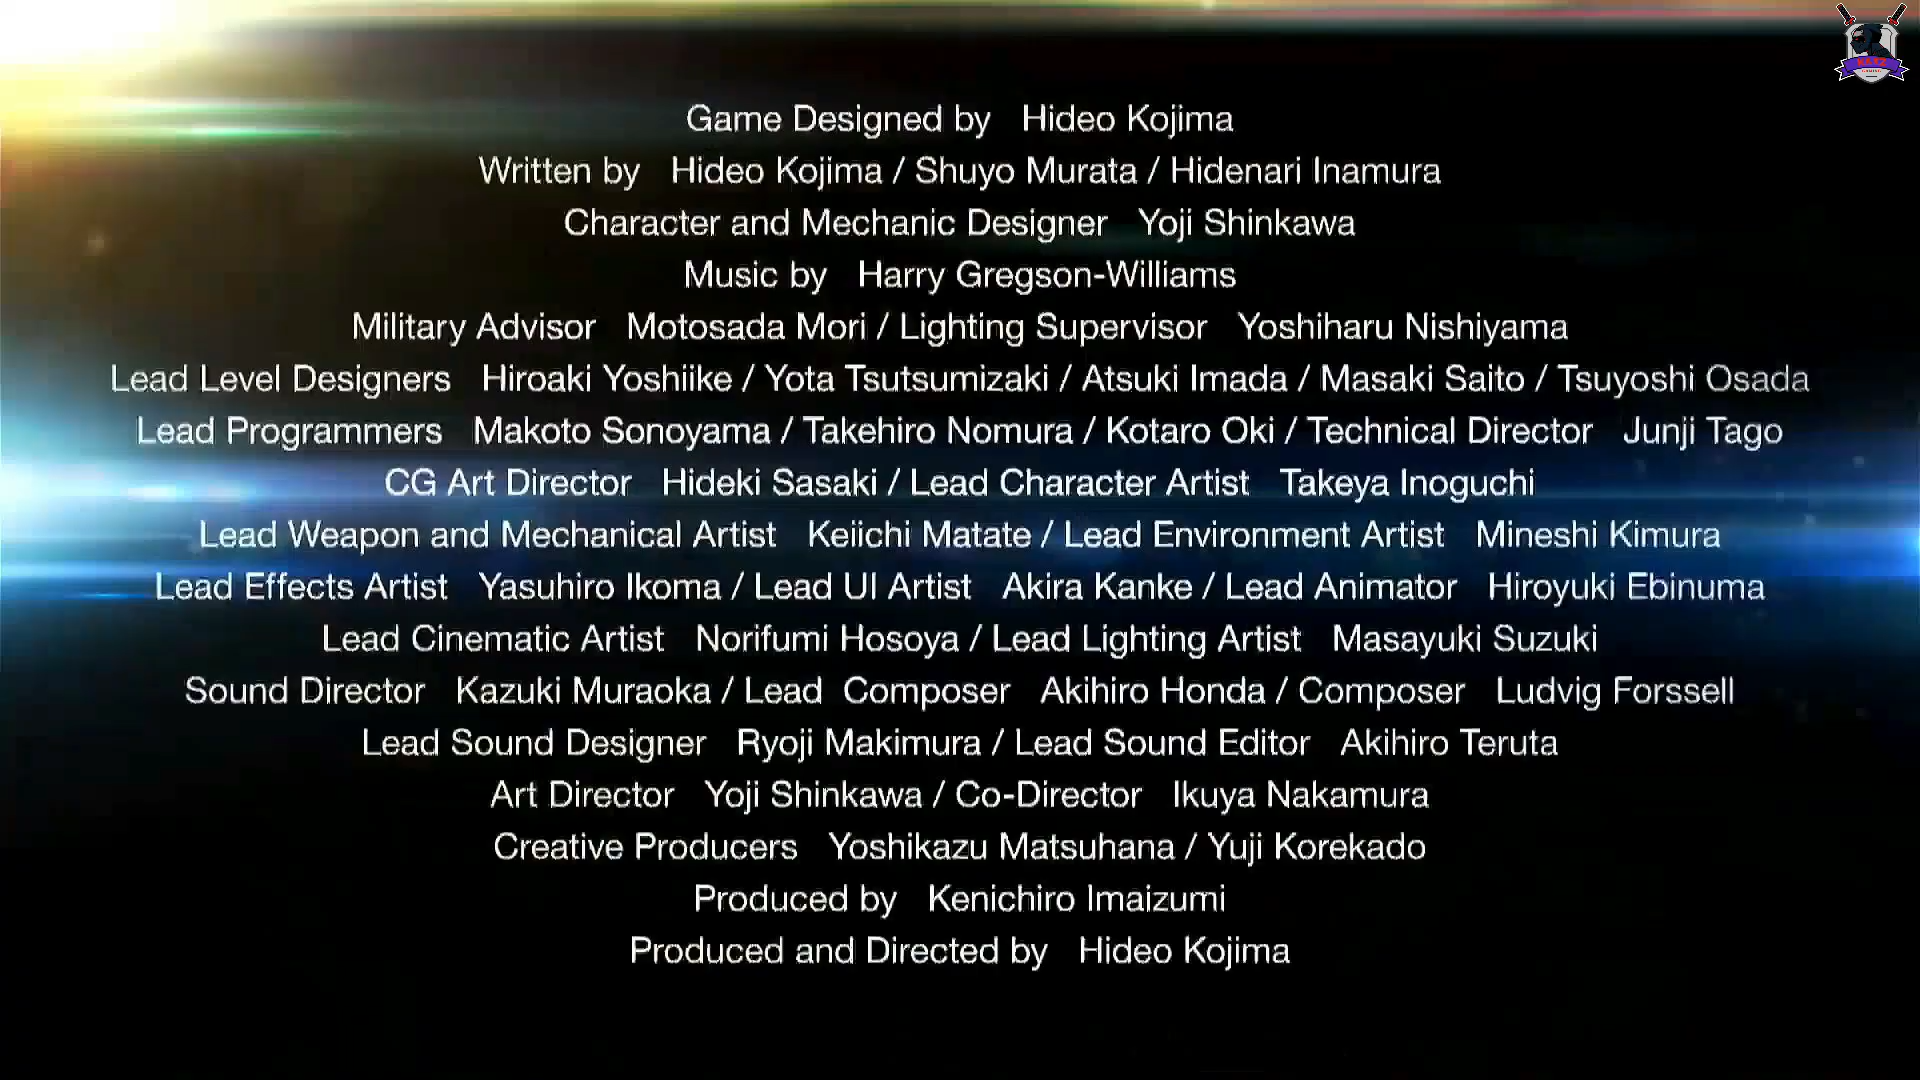 Game Designed by   Hideo Kojima
Written by   Hideo Kojima / Shuyo Murata / Hidenari Inamura
Character and Mechanic Designer   Yoji Shinkawa
Music by   Harry Gregson-Williams
Military Advisor   Motosada Mori / Lighting Supervisor   Yoshiharu Nishiyama
Lead Level Designers   Hiroaki Yoshiike / Yota Tsutsumizaki / Atsuki Imada / Masaki Saito / Tsuyoshi Osada
Lead Programmers   Makoto Sonoyama / Takehiro Nomura / Kotaro Oki / Technical Director   Junji Tago
CG Art Director   Hideki Sasaki / Lead Character Artist   Takeya Inoguchi
Lead Weapon and Mechanical Artist   Keiichi Matate / Lead Environment Artist   Mineshi Kimura
Lead Effects Artist   Yasuhiro Ikoma / Lead UI Artist   Akira Kanke / Lead Animator   Hiroyuki Ebinuma
Lead Cinematic Artist   Norifumi Hosoya / Lead Lighting Artist   Masayuki Suzuki
Sound Director   Kazuki Muraoka / Lead  Composer   Akihiro Honda / Composer   Ludvig Forssell
Lead Sound Designer   Ryoji Makimura / Lead Sound Editor   Akihiro Teruta
Art Director   Yoji Shinkawa / Co-Director   Ikuya Nakamura
Creative Producers   Yoshikazu Matsuhana / Yuji Korekado
Produced by   Kenichiro Imaizumi
Produced and Directed by   Hideo Kojima